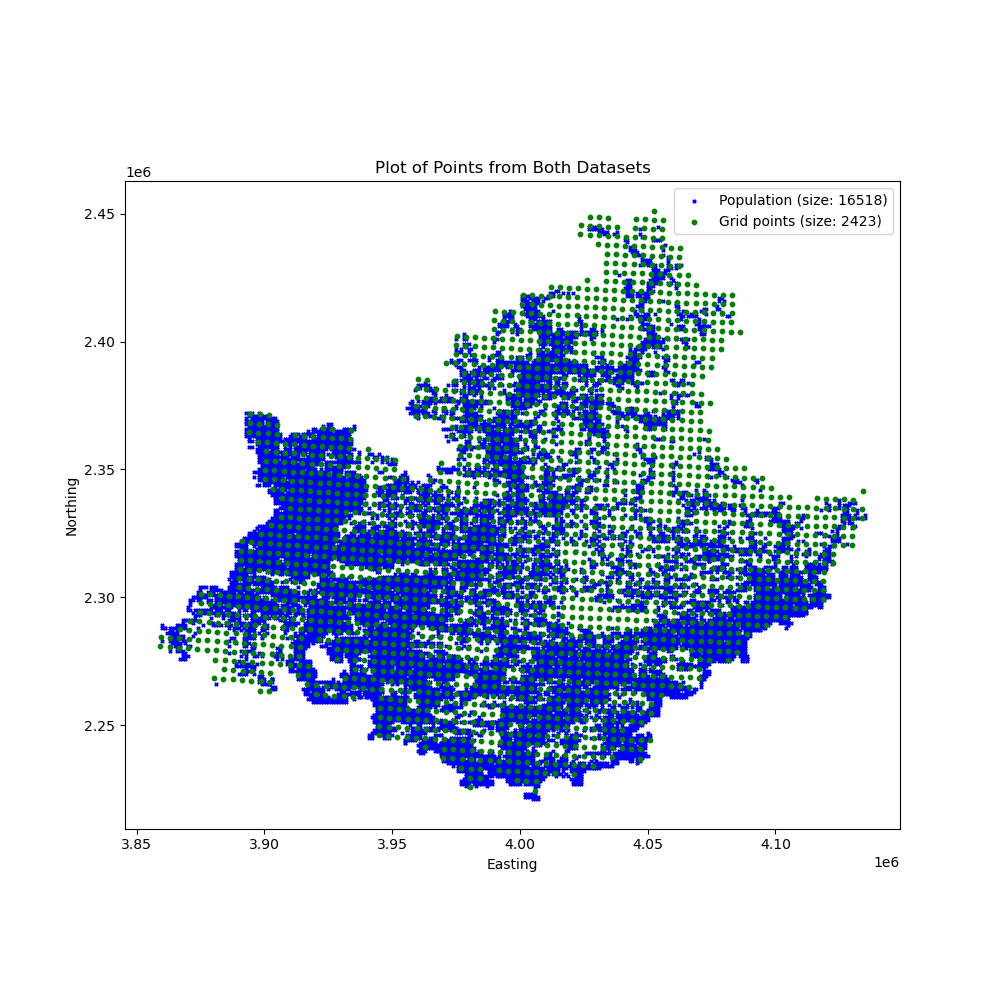 Plot of Points from Both Datasets
1e6
Population (size: 16518)
Grid points (size: 2423)
2.45
2.40
2.35
2.30
2.25
Northing
3.85 3.90 3.95 4.00 4.05 4.10
Easting
1e6